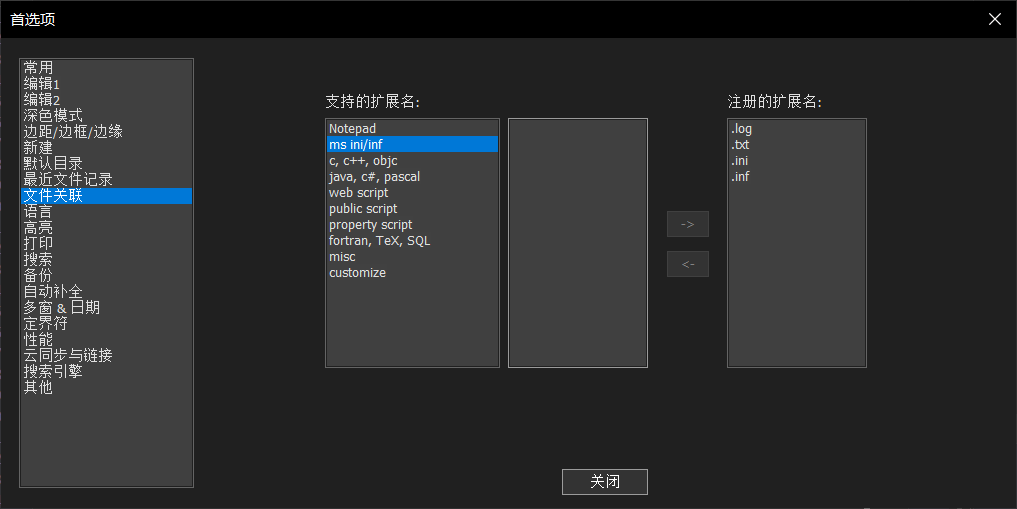 首选项
常用
编辑1
编辑2
深色模式
边距/边框/边缘
新建
默认目录
最近文件记录
文件关联
语言
高亮
打印
搜索
备份
自动补全
多窗 & 日期
定界符
性能
云同步与链接
搜索引擎
其他
支持的扩展名:
Notepad
ms ini/inf
c, c++, objc
java, c#, pascal
web script
public script
property script
fortran, TeX, SQL
misc
customize
->
<-
注册的扩展名:
.log
.txt
.ini
.inf
关闭